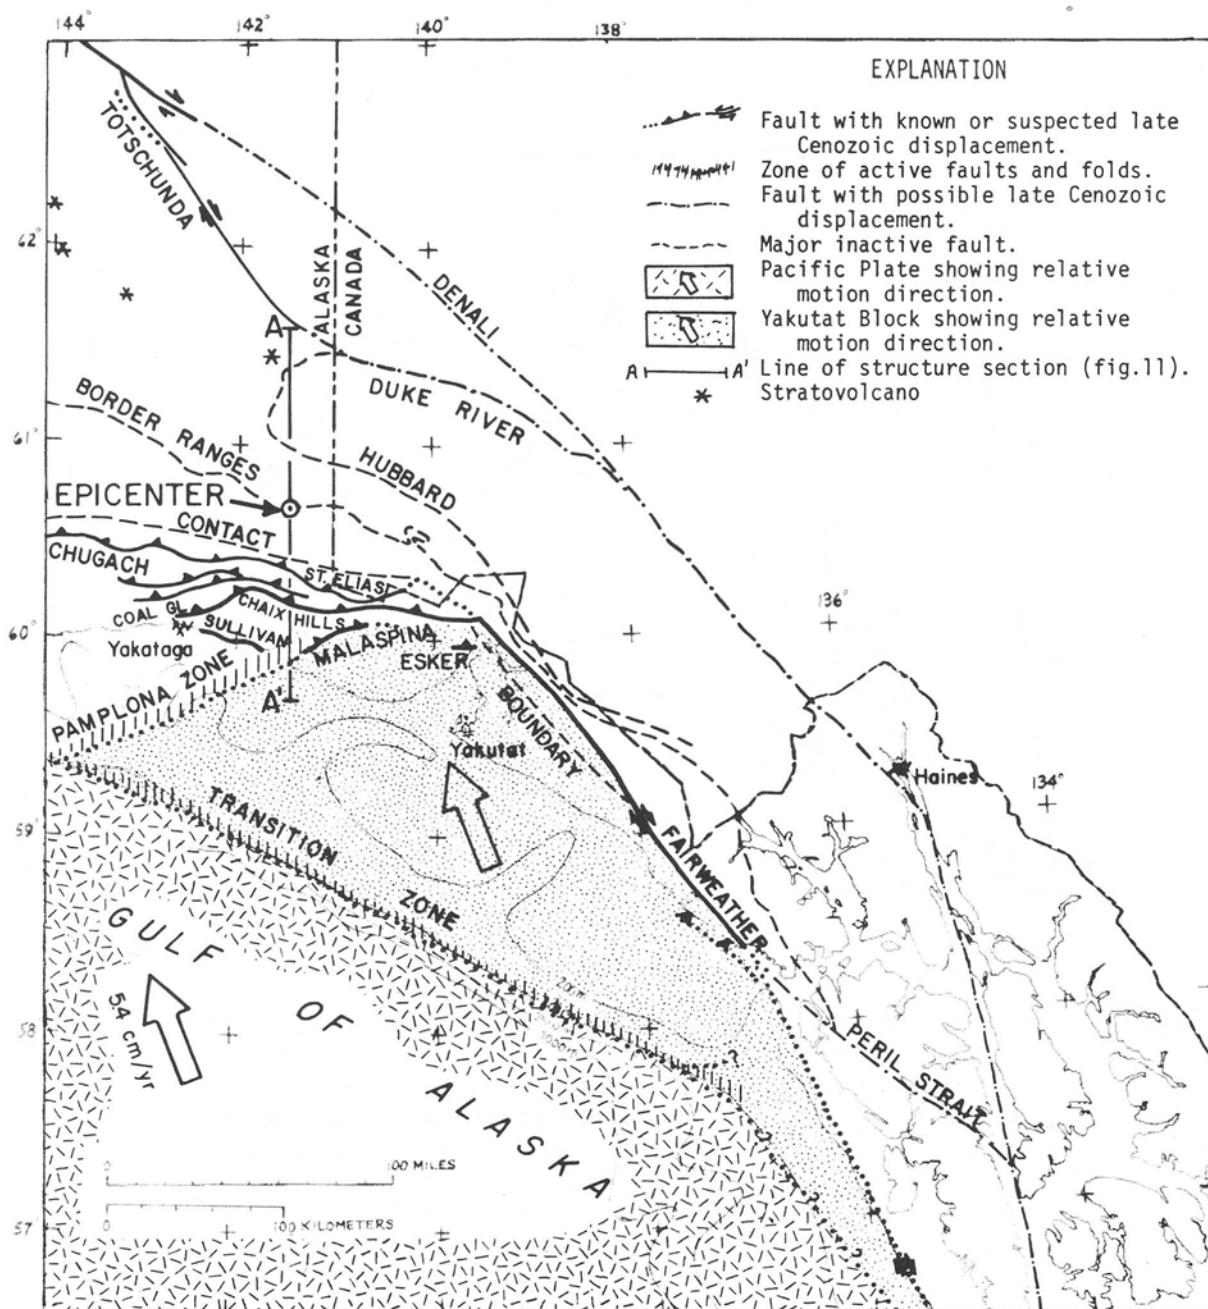 144° 142° 140° 138°
EXPLANATION
Fault with known or suspected late
Cenozoic displacement.
Zone of active faults and folds.
Fault with possible late Cenozoic
displacement.
Major inactive fault.
Pacific Plate showing relative
motion direction.
Yakutat Block showing relative
motion direction.
A A' Line of structure section (fig.11).
Stratovolcano
TOTSCHUNDA
62°
ALASKA
CANADA
DENALI
A
DUKE RIVER
BORDER RANGES
61°
HUBBARD
EPICENTER
CONTACT
CHUGACH
ST. ELIAS
136°
COAL GL.
CHAIX HILLS
SULLIVAN
60°
Yakataga
MALASPINA
ESKER
PAMPLONA ZONE
A'
BOUNDARY
Yakutat
Haines
134°
TRANSITION
ZONE
59°
FAIRWEATHER
GULF
OF
ALASKA
200m
58
54 cm/yr
PERIL STRAIT
0 100 MILES
0 100 KILOMETERS
57°